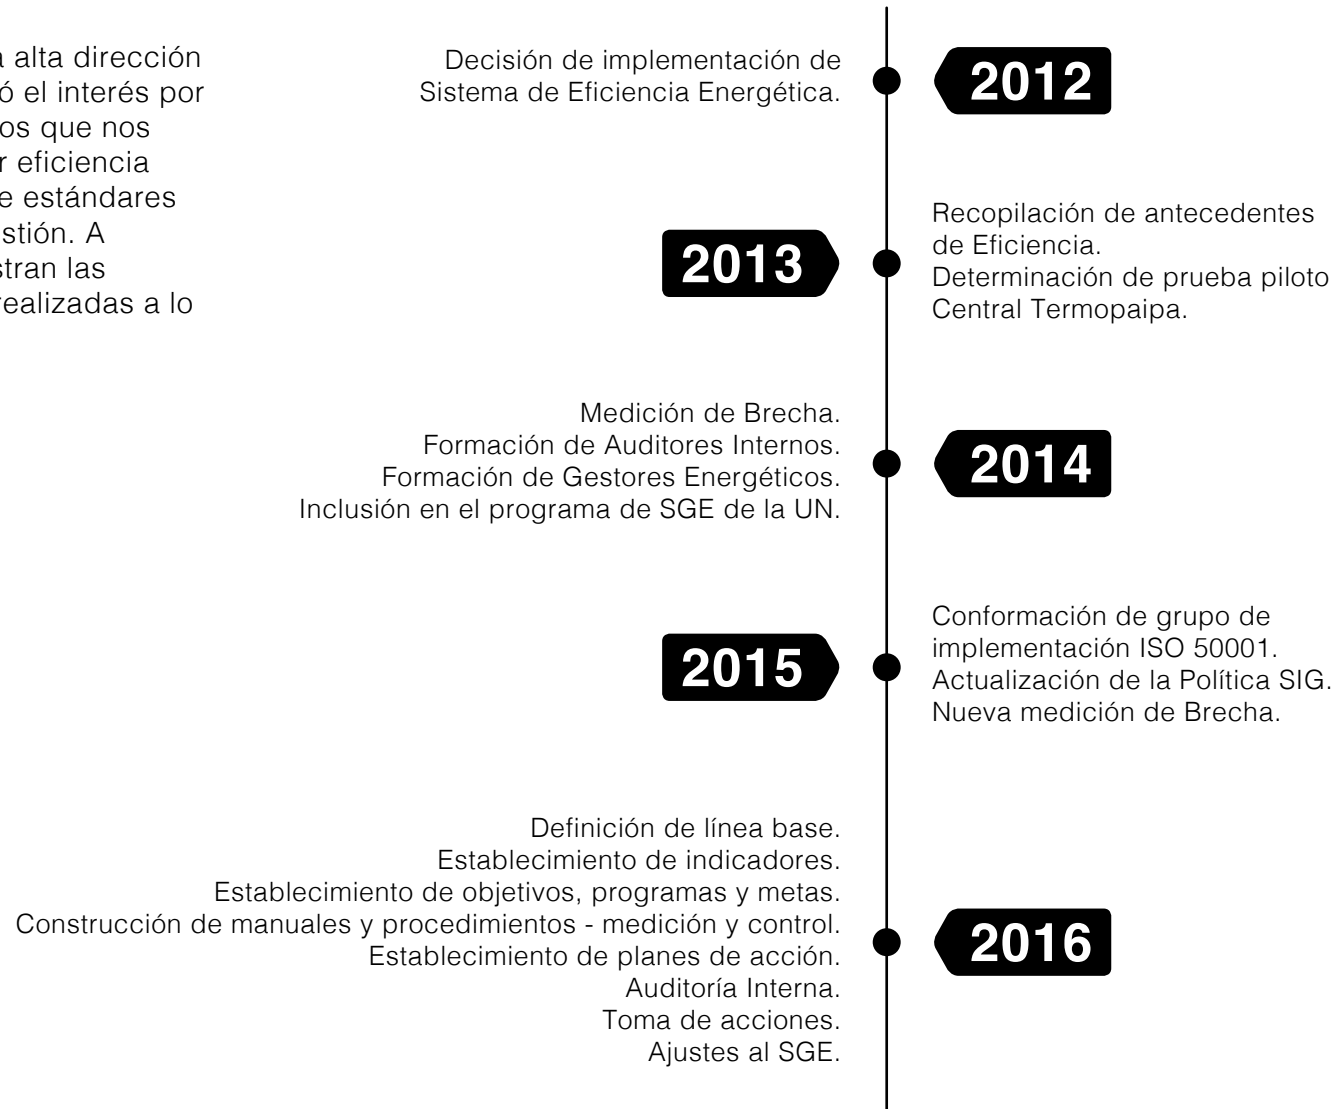 a alta dirección
ó el interés por
os que nos
r eficiencia
e estándares
stión. A
stran las
realizadas a lo
Decisión de implementación de
Sistema de Eficiencia Energética.
2012
2013
Recopilación de antecedentes
de Eficiencia.
Determinación de prueba piloto
Central Termopaipa.
Medición de Brecha.
Formación de Auditores Internos.
Formación de Gestores Energéticos.
Inclusión en el programa de SGE de la UN.
2014
2015
Conformación de grupo de
implementación ISO 50001.
Actualización de la Política SIG.
Nueva medición de Brecha.
Definición de línea base.
Establecimiento de indicadores.
Establecimiento de objetivos, programas y metas.
Construcción de manuales y procedimientos - medición y control.
Establecimiento de planes de acción.
Auditoría Interna.
Toma de acciones.
Ajustes al SGE.
2016